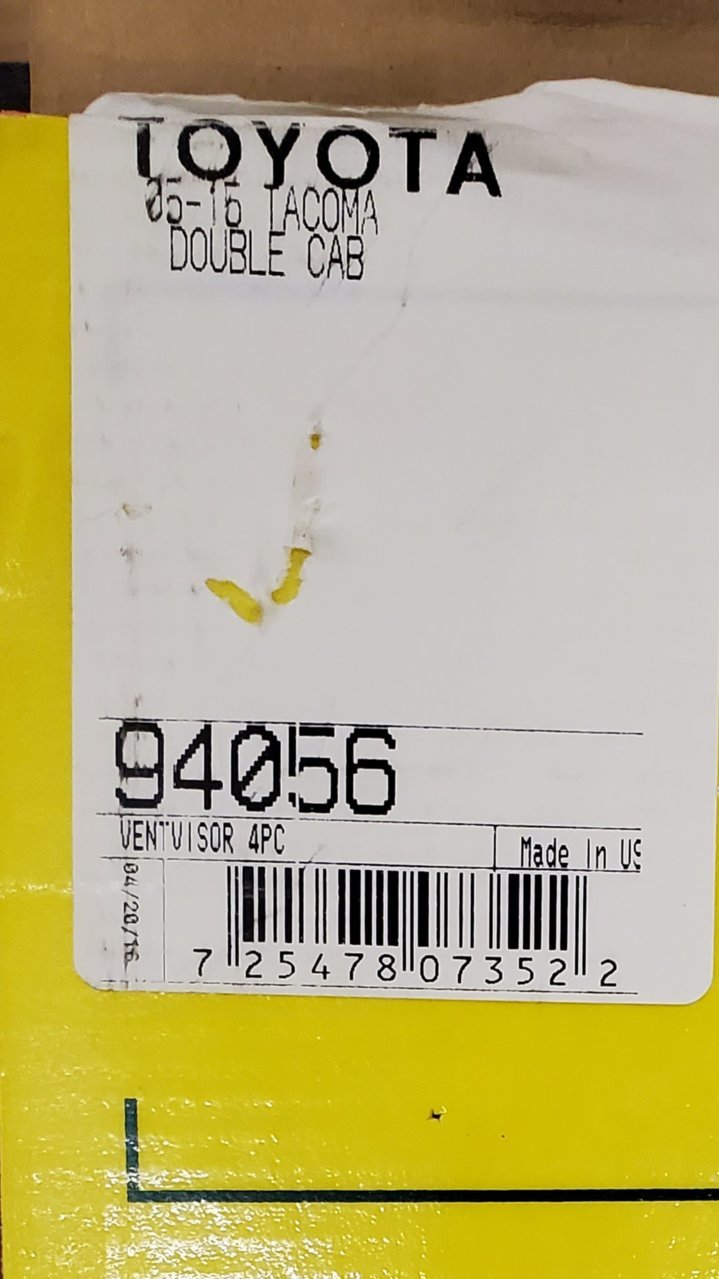 TOYOTA
05-15 TACOMA
DOUBLE CAB
94056
VENTVISOR 4PC
Made In US
04/20/16
7 25478 07352 2